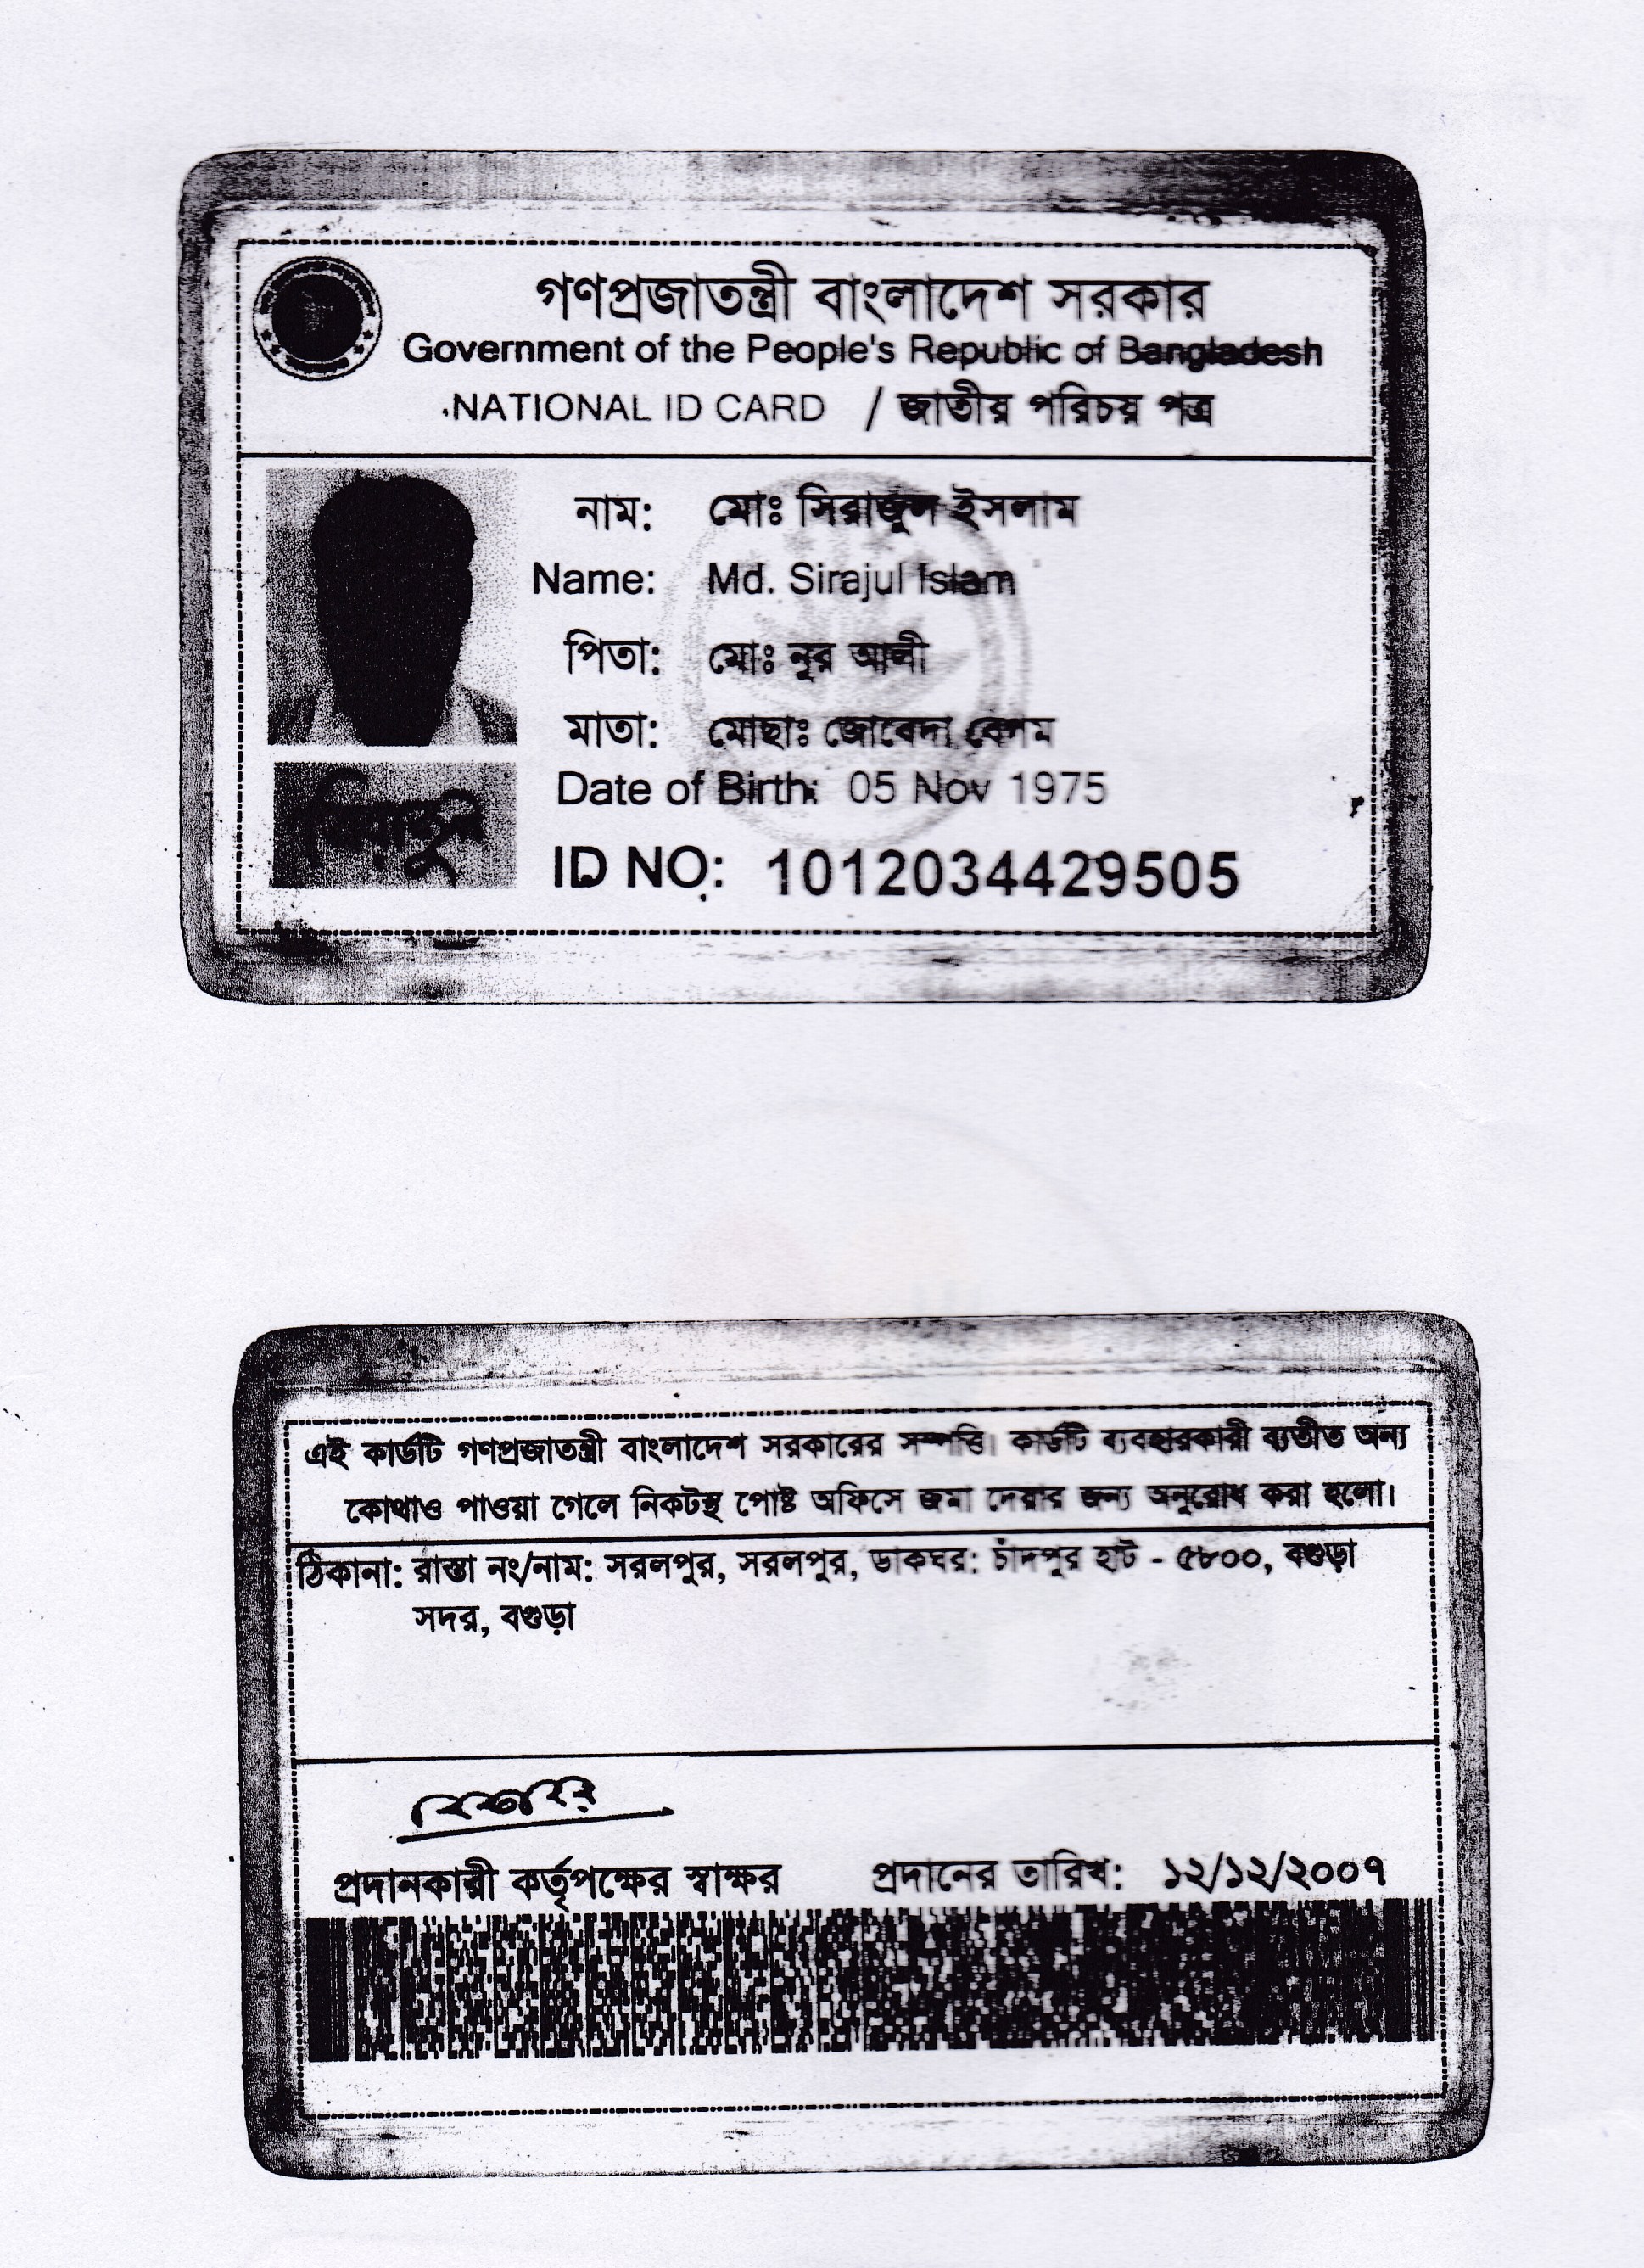 গণপ্রজাতন্ত্রী বাংলাদেশ সরকার
Government of the People's Republic of Bangladesh
NATIONAL ID CARD / জাতীয় পরিচয় পত্র
নাম: মোঃ সিরাজুল ইসলাম
Name: Md. Sirajul Islam
পিতা: মোঃ নুর আলী
মাতা: মোছাঃ জোবেদা বেগম
Date of Birth: 05 Nov 1975
সিরাজুল
ID NO: 1012034429505
এই কার্ডটি গণপ্রজাতন্ত্রী বাংলাদেশ সরকারের সম্পত্তি। কার্ডটি ব্যবহারকারী ব্যতীত অন্য
কোথাও পাওয়া গেলে নিকটস্থ পোষ্ট অফিসে জমা দেয়ার জন্য অনুরোধ করা হলো।
ঠিকানা: রাস্তা নং/নাম: সরলপুর, সরলপুর, ডাকঘর: চাঁদপুর হাট - ৫৮০০, বগুড়া
সদর, বগুড়া
প্রদানকারী কর্তৃপক্ষের স্বাক্ষর প্রদানের তারিখ: ১২/১২/২০০৭